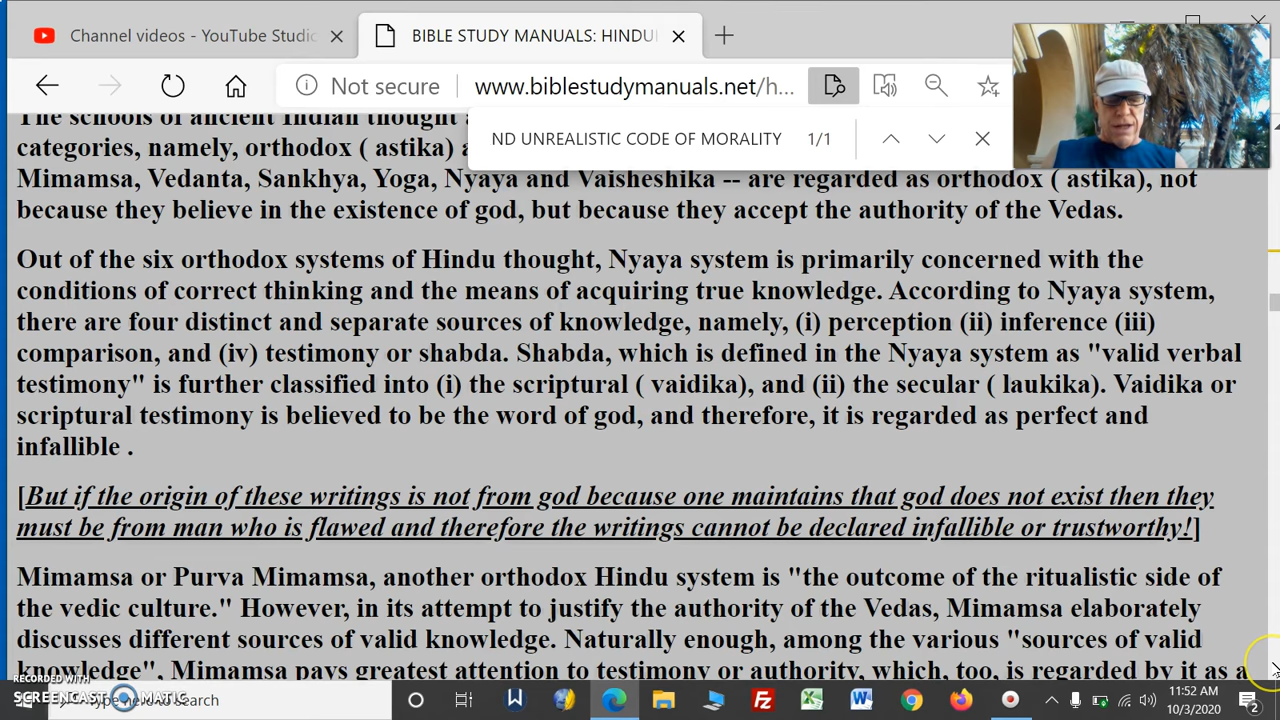 Channel videos - YouTube Studio
BIBLE STUDY MANUALS: HINDUI
Not secure
www.biblestudymanuals.net/h...
ND UNREALISTIC CODE OF MORALITY 1/1
The schools of ancient Indian thought
categories, namely, orthodox ( astika)
Mimamsa, Vedanta, Sankhya, Yoga, Nyaya and Vaisheshika -- are regarded as orthodox ( astika), not
because they believe in the existence of god, but because they accept the authority of the Vedas.
Out of the six orthodox systems of Hindu thought, Nyaya system is primarily concerned with the
conditions of correct thinking and the means of acquiring true knowledge. According to Nyaya system,
there are four distinct and separate sources of knowledge, namely, (i) perception (ii) inference (iii)
comparison, and (iv) testimony or shabda. Shabda, which is defined in the Nyaya system as "valid verbal
testimony" is further classified into (i) the scriptural ( vaidika), and (ii) the secular ( laukika). Vaidika or
scriptural testimony is believed to be the word of god, and therefore, it is regarded as perfect and
infallible .
[But if the origin of these writings is not from god because one maintains that god does not exist then they
must be from man who is flawed and therefore the writings cannot be declared infallible or trustworthy!]
Mimamsa or Purva Mimamsa, another orthodox Hindu system is "the outcome of the ritualistic side of
the vedic culture." However, in its attempt to justify the authority of the Vedas, Mimamsa elaborately
discusses different sources of valid knowledge. Naturally enough, among the various "sources of valid
knowledge", Mimamsa pays greatest attention to testimony or authority, which, too, is regarded by it as a
RECORDED WITH
SCREENCAST MATIC
Type here to search
11:52 AM
10/3/2020
2